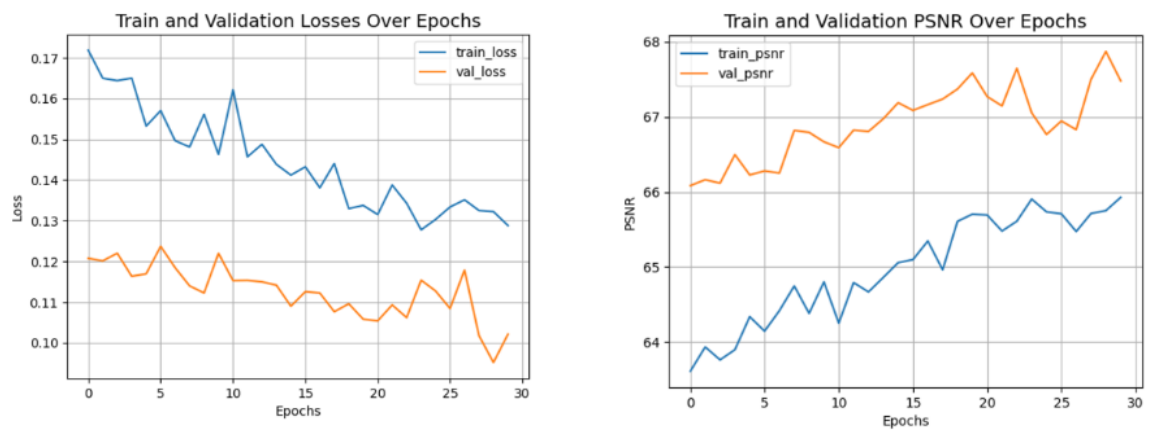 Train and Validation Losses Over Epochs
train_loss
val_loss
0.17
0.16
0.15
0.14
0.13
0.12
0.11
0.10
Loss
0 5 10 15 20 25 30
Epochs
Train and Validation PSNR Over Epochs
train_psnr
val_psnr
68
67
66
65
64
PSNR
0 5 10 15 20 25 30
Epochs